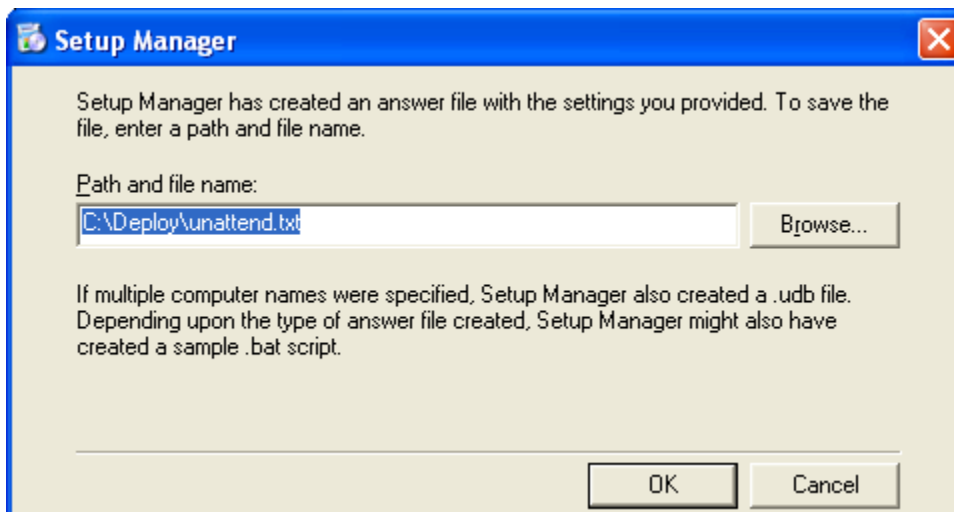 Setup Manager
Setup Manager has created an answer file with the settings you provided. To save the
file, enter a path and file name.
Path and file name:
C:\Deploy\unattend.txt
Browse...
If multiple computer names were specified, Setup Manager also created a .udb file.
Depending upon the type of answer file created, Setup Manager might also have
created a sample .bat script.
OK
Cancel